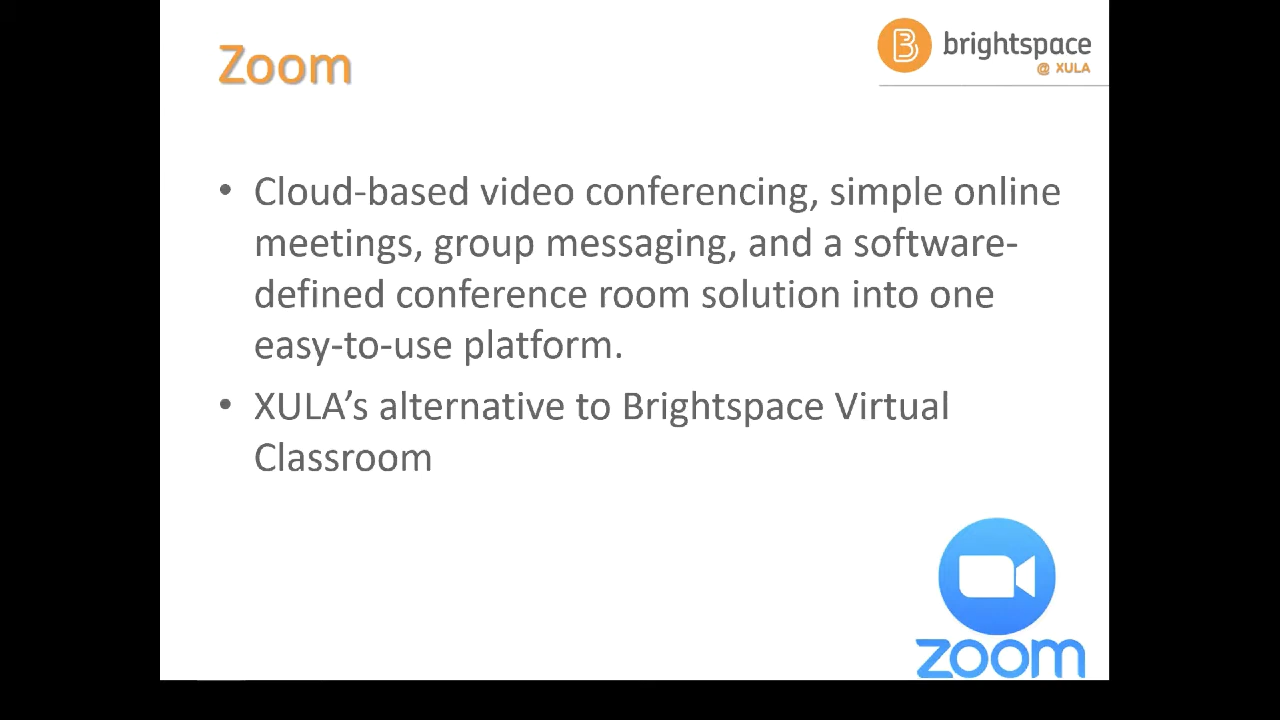 Zoom
brightspace
@ XULA
• Cloud-based video conferencing, simple online
meetings, group messaging, and a software-
defined conference room solution into one
easy-to-use platform.
• XULA’s alternative to Brightspace Virtual
Classroom
zoom